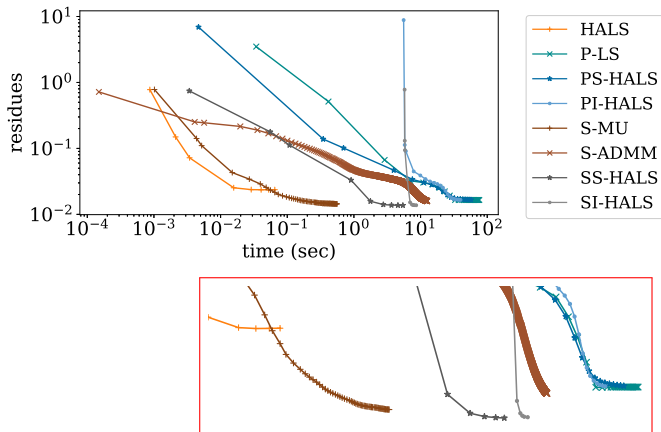 10¹
10⁰
10⁻¹
10⁻²
residues
10⁻⁴
10⁻³
10⁻²
10⁻¹
10⁰
10¹
10²
time (sec)
HALS
P-LS
PS-HALS
PI-HALS
S-MU
S-ADMM
SS-HALS
SI-HALS